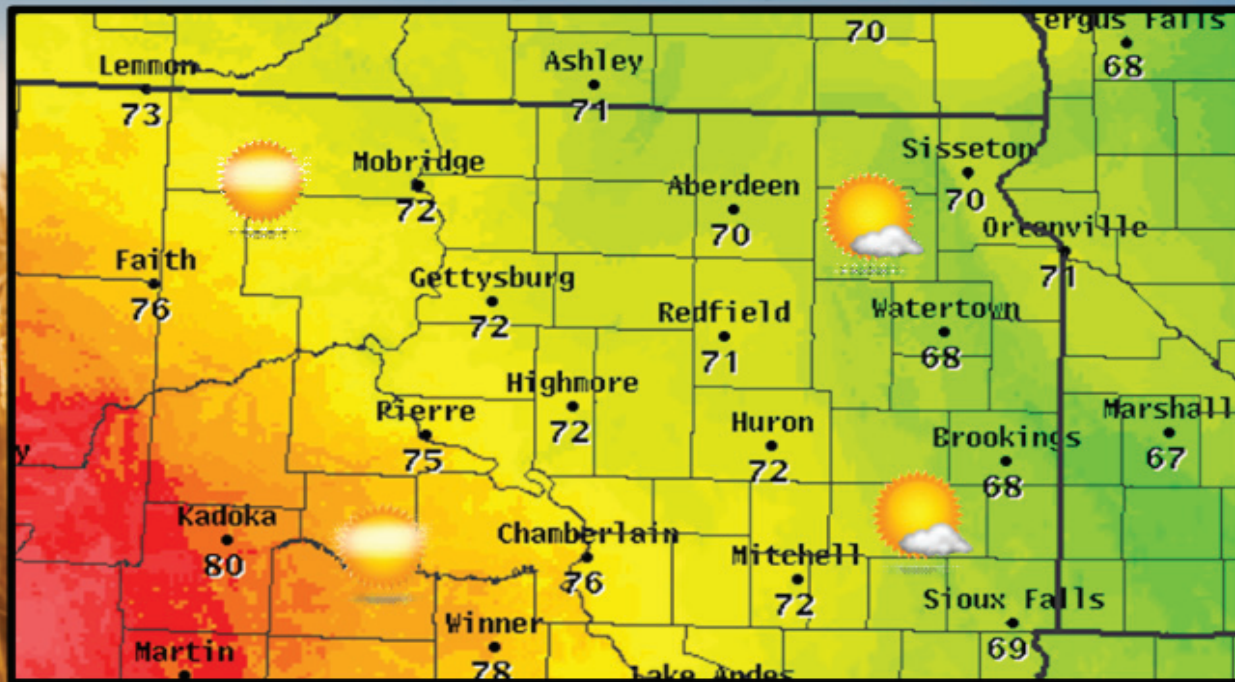 70
Fergus Falls
68
Lemmon
73
Ashley
71
Mobridge
72
Sisseton
70
Aberdeen
70
Ortonville
71
Faith
76
Gettysburg
72
Redfield
71
Watertown
68
Highmore
72
Pierre
75
Huron
72
Marshall
67
Brookings
68
y
Kadoka
80
Chamberlain
76
Mitchell
72
Sioux Falls
69
Winner
78
Martin
Lake Andes